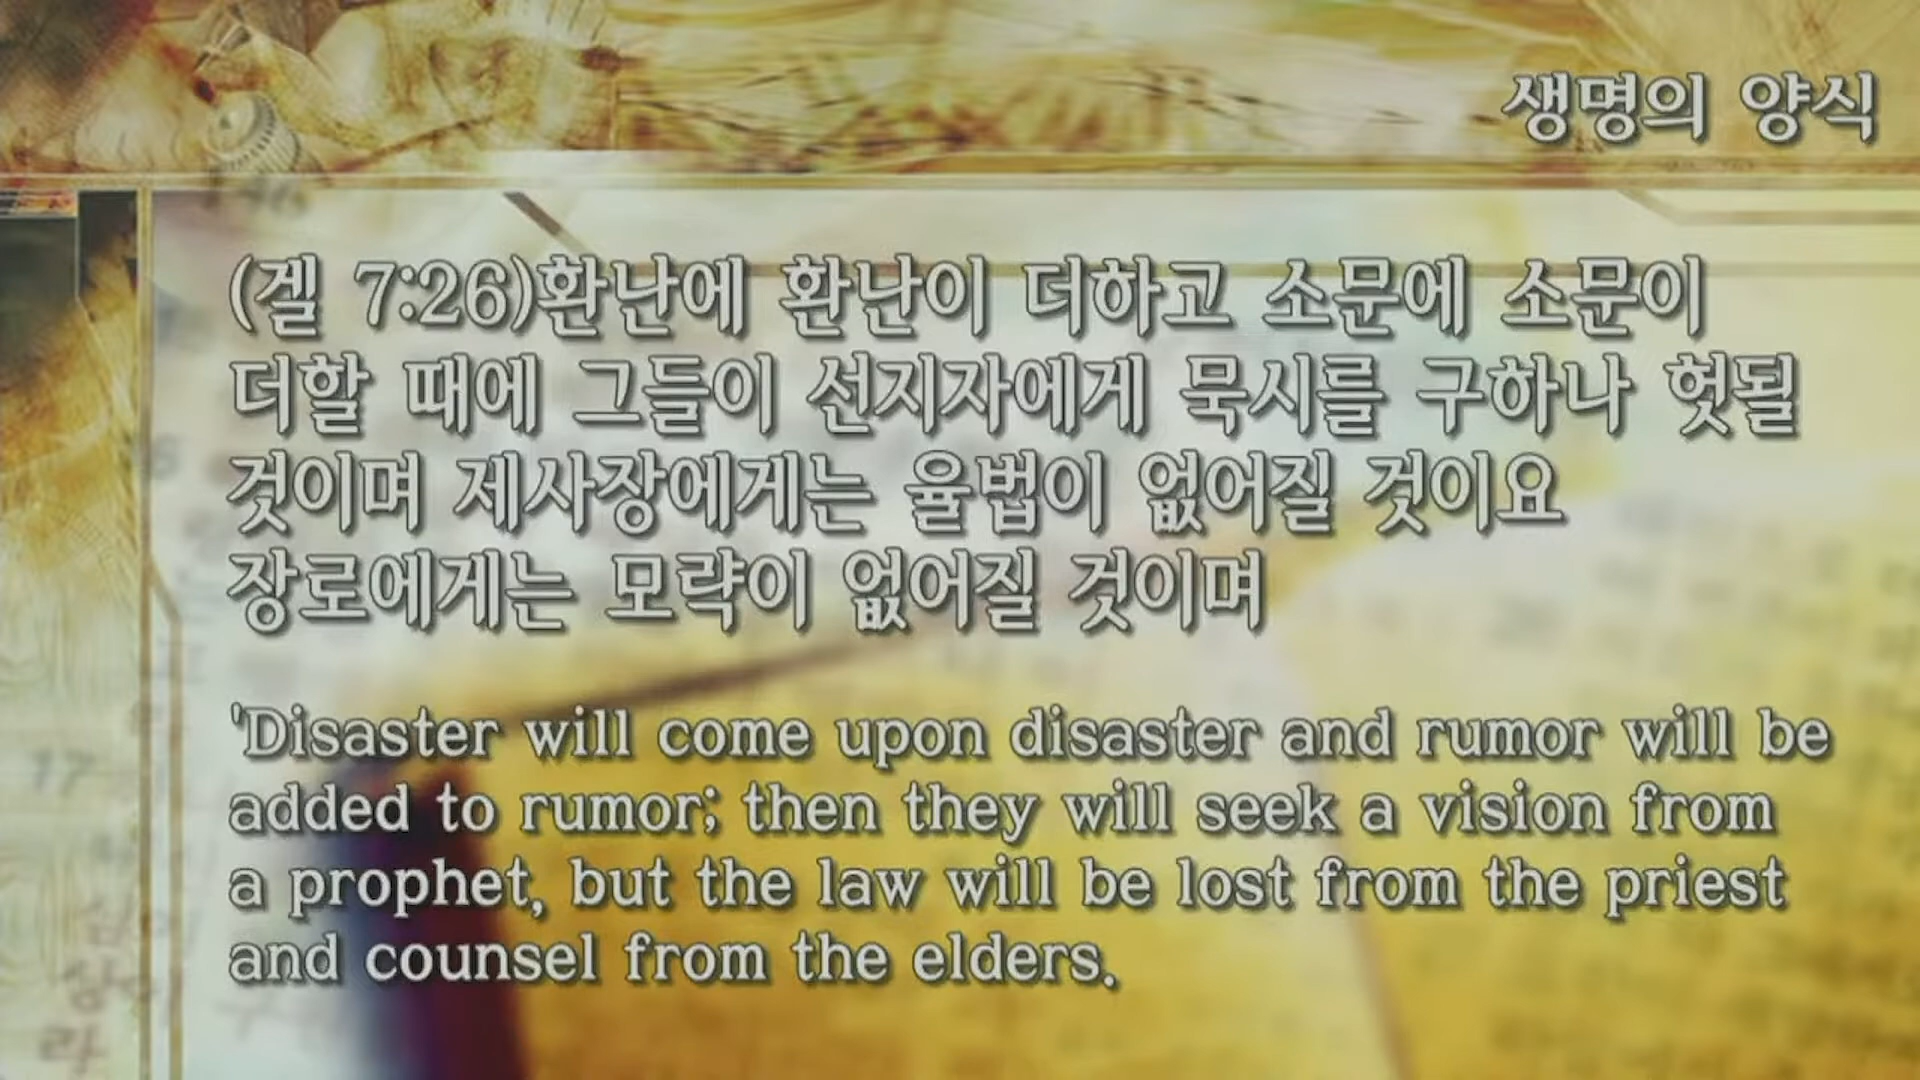 생명의 양식
(겔 7:26)환난에 환난이 더하고 소문에 소문이
더할 때에 그들이 선지자에게 묵시를 구하나 헛될
것이며 제사장에게는 율법이 없어질 것이요
장로에게는 모략이 없어질 것이며
'Disaster will come upon disaster and rumor will be
added to rumor; then they will seek a vision from
a prophet, but the law will be lost from the priest
and counsel from the elders.